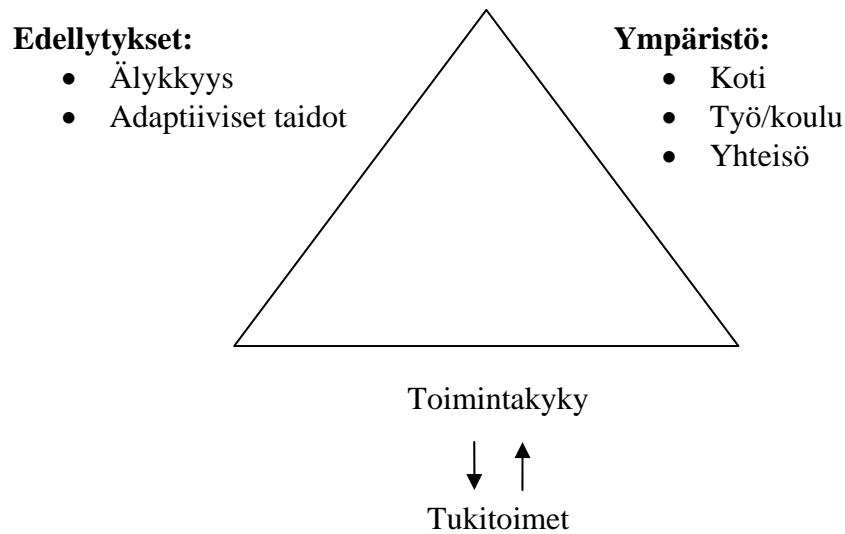 Edellytykset:
• Älykkyys
• Adaptiiviset taidot
Ympäristö:
• Koti
• Työ/koulu
• Yhteisö
Toimintakyky
Tukitoimet